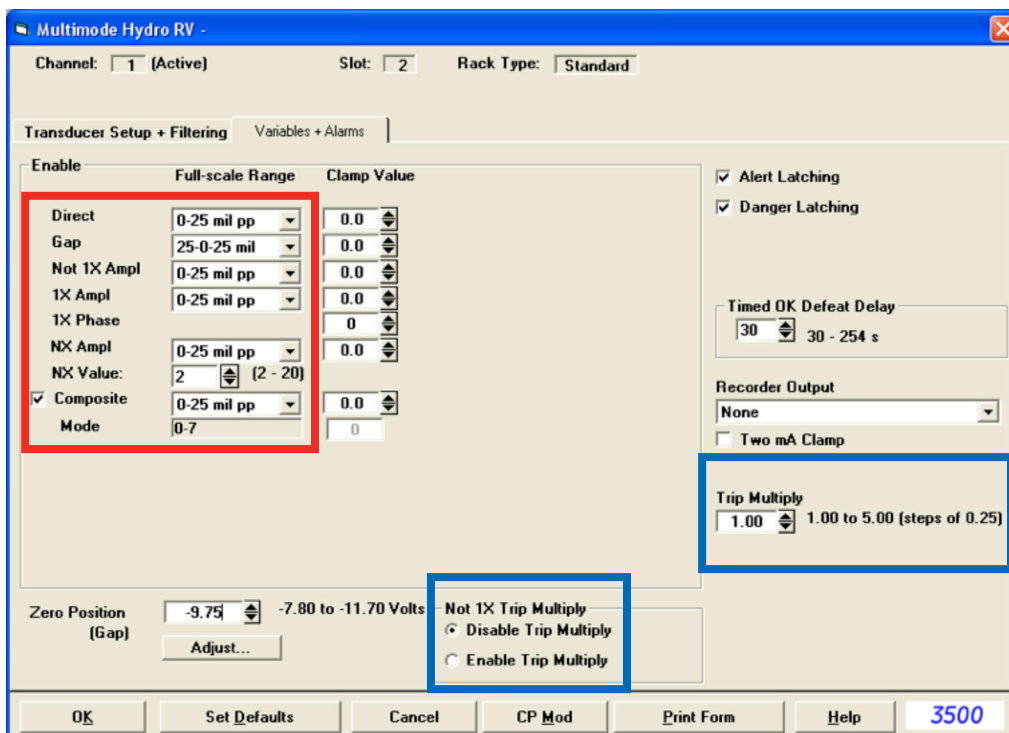 Multimode Hydro RV -
Channel: 1 (Active) Slot: 2 Rack Type: Standard
Transducer Setup + Filtering Variables + Alarms
Enable
Full-scale Range Clamp Value
Direct 0-25 mil pp 0.0
Gap 25-0-25 mil 0.0
Not 1X Ampl 0-25 mil pp 0.0
1X Ampl 0-25 mil pp 0.0
1X Phase 0
NX Ampl 0-25 mil pp 0.0
NX Value: 2 (2 - 20)
Composite 0-25 mil pp 0.0
Mode 0-7 0
Alert Latching
Danger Latching
Timed OK Defeat Delay
30 30 - 254 s
Recorder Output
None
Two mA Clamp
Trip Multiply
1.00 1.00 to 5.00 (steps of 0.25)
Zero Position (Gap) -9.75 -7.80 to -11.70 Volts
Adjust...
Not 1X Trip Multiply
Disable Trip Multiply
Enable Trip Multiply
OK Set Defaults Cancel CP Mod Print Form Help 3500